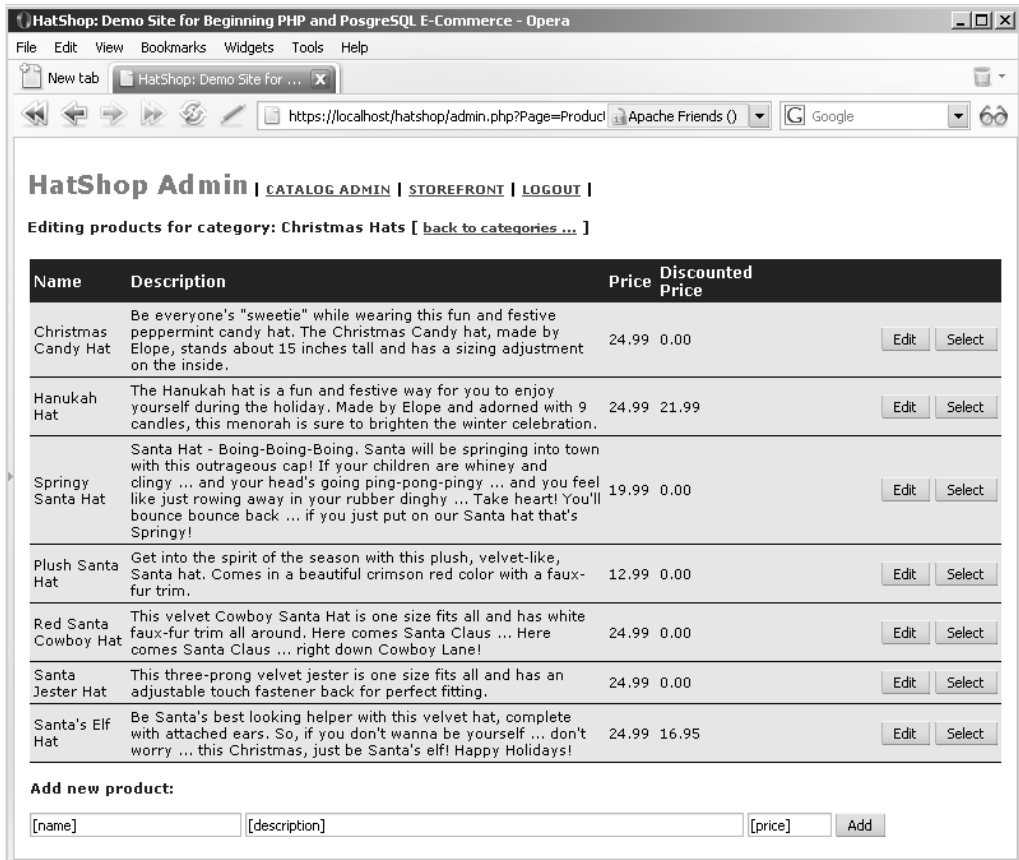 HatShop: Demo Site for Beginning PHP and PosgreSQL E-Commerce - Opera
File Edit View Bookmarks Widgets Tools Help
New tab HatShop: Demo Site for ... X
https://localhost/hatshop/admin.php?Page=Product Apache Friends () G Google
HatShop Admin | CATALOG ADMIN | STOREFRONT | LOGOUT |
Editing products for category: Christmas Hats [ back to categories ... ]
Name Description Price Discounted
Price
Christmas
Candy Hat
Be everyone's "sweetie" while wearing this fun and festive
peppermint candy hat. The Christmas Candy hat, made by
Elope, stands about 15 inches tall and has a sizing adjustment
on the inside.
24.99 0.00 Edit Select
Hanukah
Hat
The Hanukah hat is a fun and festive way for you to enjoy
yourself during the holiday. Made by Elope and adorned with 9
candles, this menorah is sure to brighten the winter celebration.
24.99 21.99 Edit Select
Springy
Santa Hat
Santa Hat - Boing-Boing-Boing. Santa will be springing into town
with this outrageous cap! If your children are whiney and
clingy ... and your head's going ping-pong-pingy ... and you feel
like just rowing away in your rubber dinghy ... Take heart! You'll
bounce bounce back ... if you just put on our Santa hat that's
Springy!
19.99 0.00 Edit Select
Plush Santa
Hat
Get into the spirit of the season with this plush, velvet-like,
Santa hat. Comes in a beautiful crimson red color with a faux-
fur trim.
12.99 0.00 Edit Select
Red Santa
Cowboy Hat
This velvet Cowboy Santa Hat is one size fits all and has white
faux-fur trim all around. Here comes Santa Claus ... Here
comes Santa Claus ... right down Cowboy Lane!
24.99 0.00 Edit Select
Santa
Jester Hat
This three-prong velvet jester is one size fits all and has an
adjustable touch fastener back for perfect fitting.
24.99 0.00 Edit Select
Santa's Elf
Hat
Be Santa's best looking helper with this velvet hat, complete
with attached ears. So, if you don't wanna be yourself ... don't
worry ... this Christmas, just be Santa's elf! Happy Holidays!
24.99 16.95 Edit Select
Add new product:
[name] [description] [price] Add